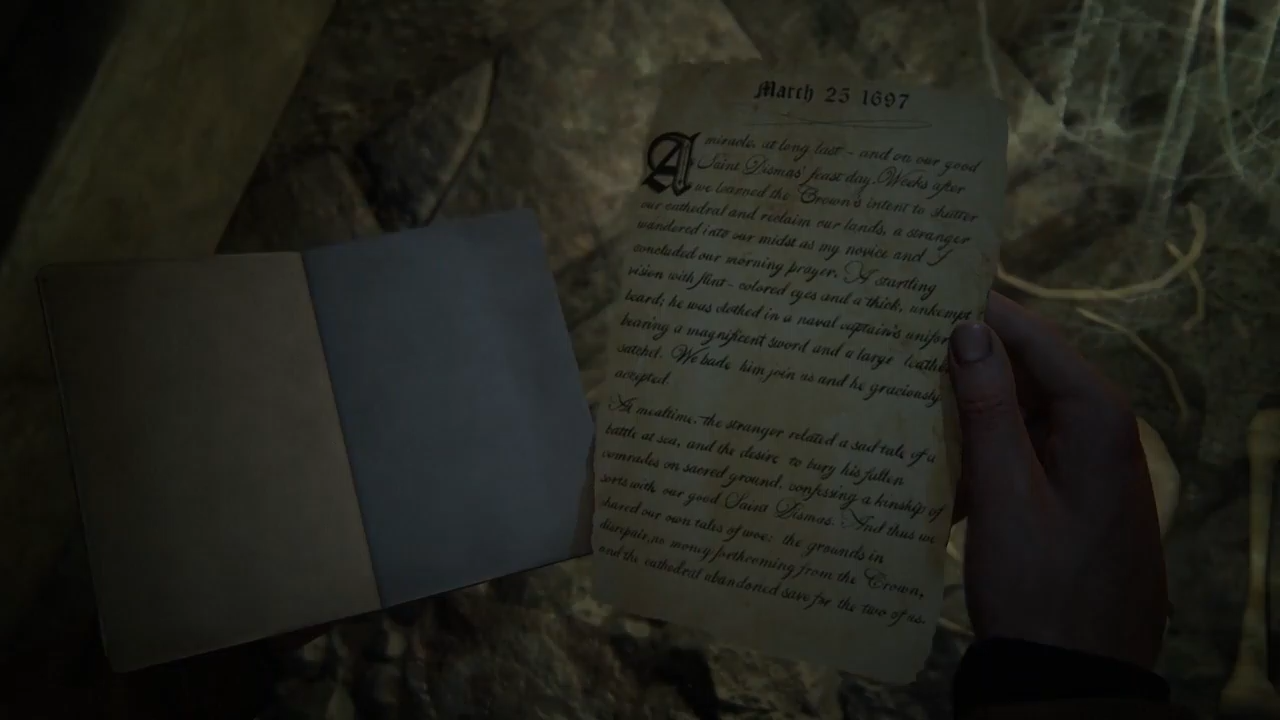 March 25 1697
A miracle, at long last - and on our good
Saint Dismas' feast day. Weeks after
we learned the Crown's intent to shutter
our cathedral and reclaim our lands, a stranger
wandered into our midst as my novice and I
concluded our morning prayer. A startling
vision with flint-colored eyes and a thick, unkempt
beard; he was clothed in a naval captain's unifor
bearing a magnificent sword and a large leathe
satchel. We bade him join us and he graciously
accepted.
At mealtime, the stranger related a sad tale of a
battle at sea, and the desire to bury his fallen
comrades on sacred ground, confessing a kinship of
sorts with our good Saint Dismas. And thus we
shared our own tales of woe: the grounds in
disrepair, no money forthcoming from the Crown,
and the cathedral abandoned save for the two of us.